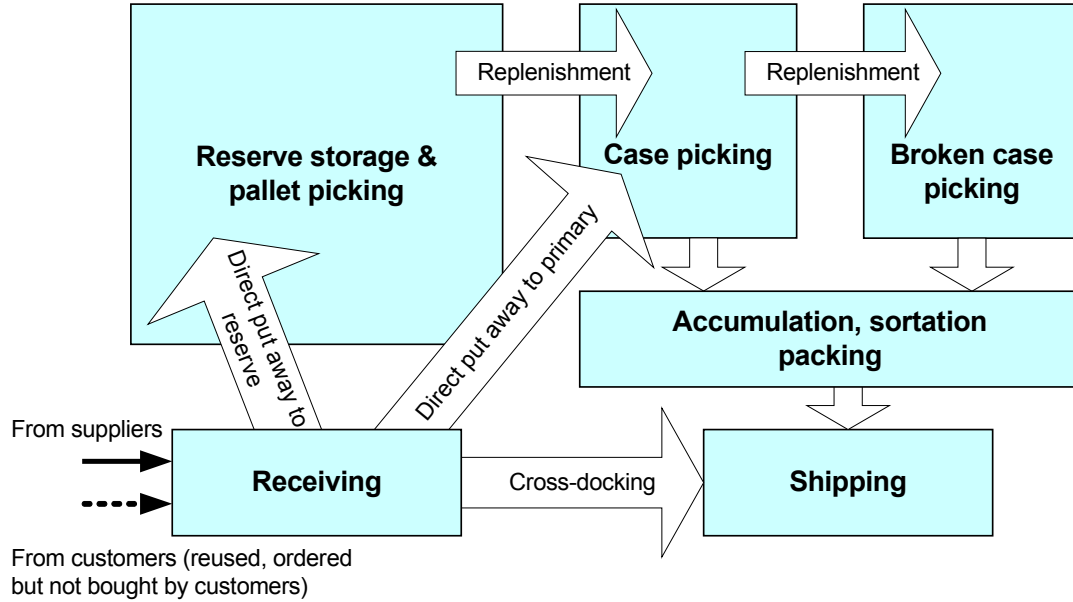 Replenishment
Replenishment
Reserve storage &
pallet picking
Case picking
Broken case
picking
Direct put away to
reserve
Direct put away to primary
Accumulation, sortation
packing
From suppliers
Receiving
Cross-docking
Shipping
From customers (reused, ordered
but not bought by customers)